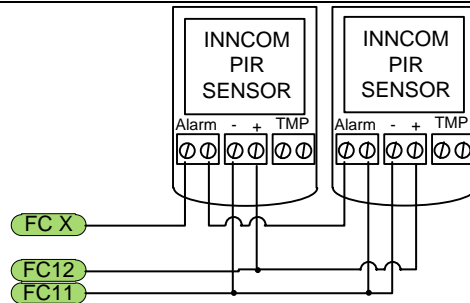 INNCOM
PIR
SENSOR
Alarm - + TMP
INNCOM
PIR
SENSOR
Alarm - + TMP
FC X
FC12
FC11